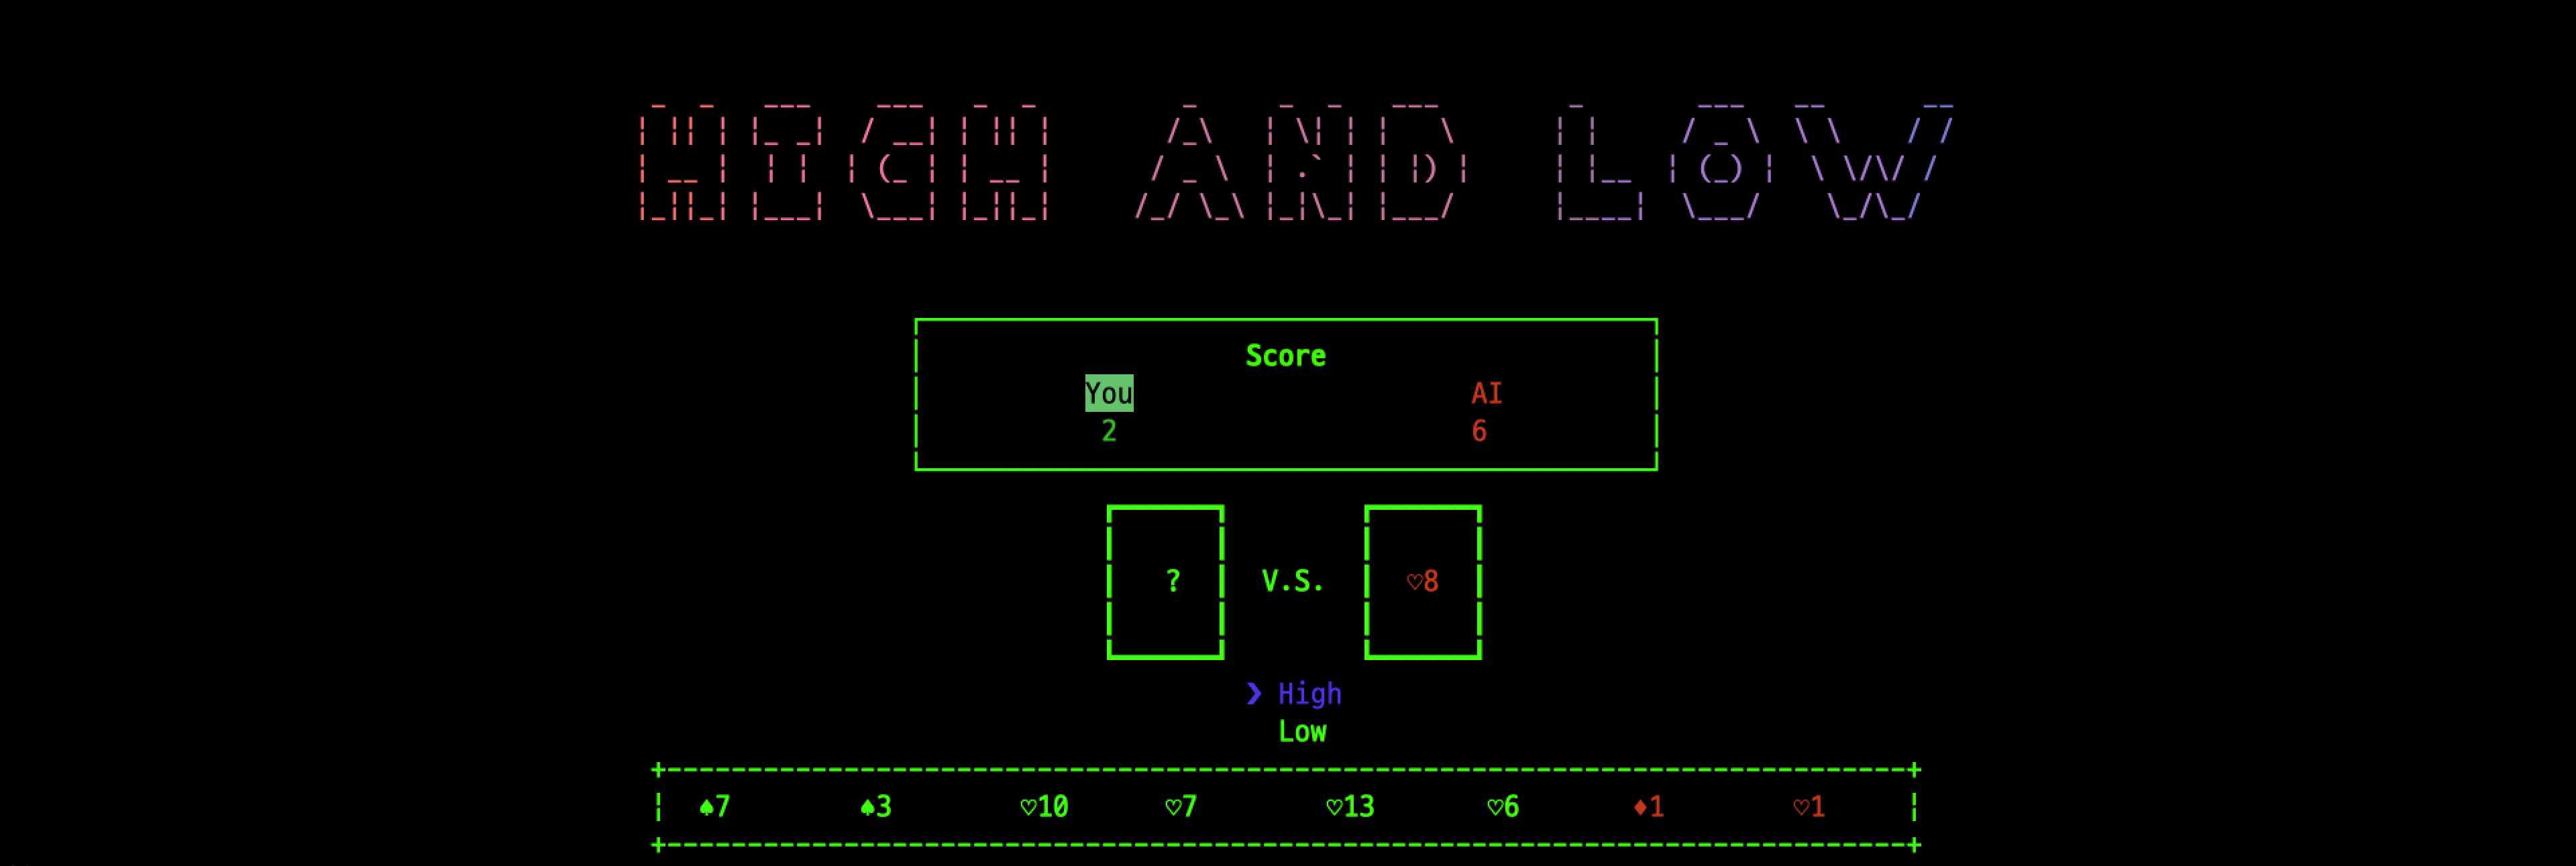 HIGH AND LOW
Score
You AI
2 6
? V.S. ♡8
❯ High
Low
♠7 ♠3 ♡10 ♡7 ♡13 ♡6 ♦1 ♡1